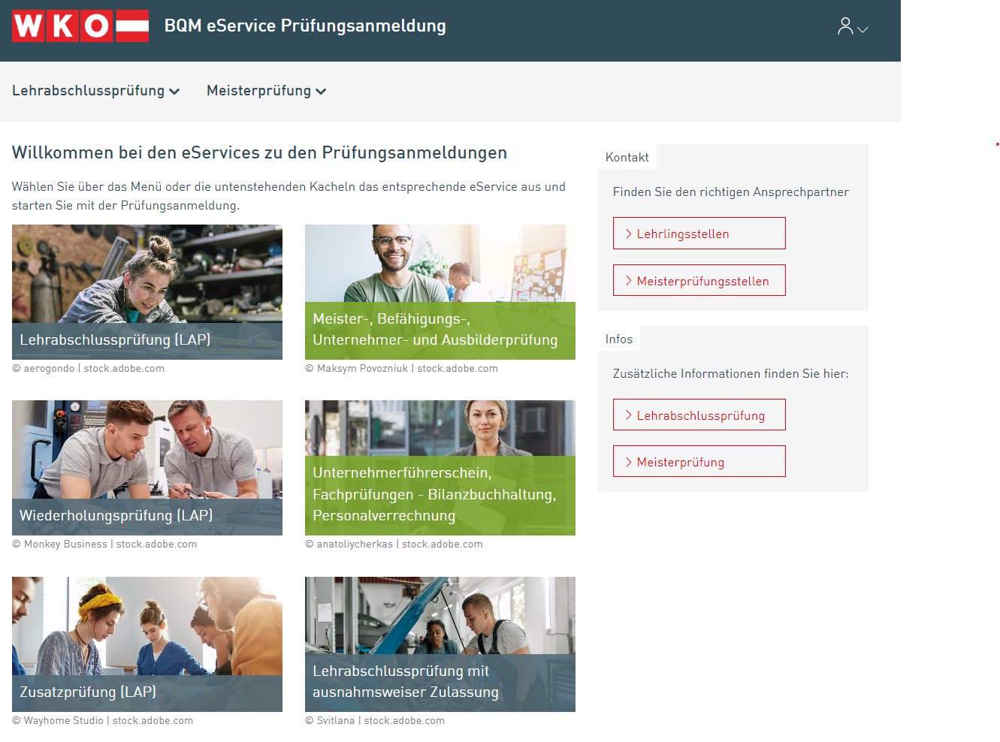 WKO
BQM eService Prüfungsanmeldung
Lehrabschlussprüfung
Meisterprüfung
Willkommen bei den eServices zu den Prüfungsanmeldungen
Wählen Sie über das Menü oder die untenstehenden Kacheln das entsprechende eService aus und
starten Sie mit der Prüfungsanmeldung.
Lehrabschlussprüfung (LAP)
© aerogondo | stock.adobe.com
Meister-, Befähigungs-,
Unternehmer- und Ausbilderprüfung
© Maksym Povozniuk | stock.adobe.com
Wiederholungsprüfung (LAP)
© Monkey Business | stock.adobe.com
Unternehmerführerschein,
Fachprüfungen - Bilanzbuchhaltung,
Personalverrechnung
© anatoliycherkas | stock.adobe.com
Zusatzprüfung (LAP)
© Wayhome Studio | stock.adobe.com
Lehrabschlussprüfung mit
ausnahmsweiser Zulassung
© Svitlana | stock.adobe.com
Kontakt
Finden Sie den richtigen Ansprechpartner
Lehrlingsstellen
Meisterprüfungsstellen
Infos
Zusätzliche Informationen finden Sie hier:
Lehrabschlussprüfung
Meisterprüfung